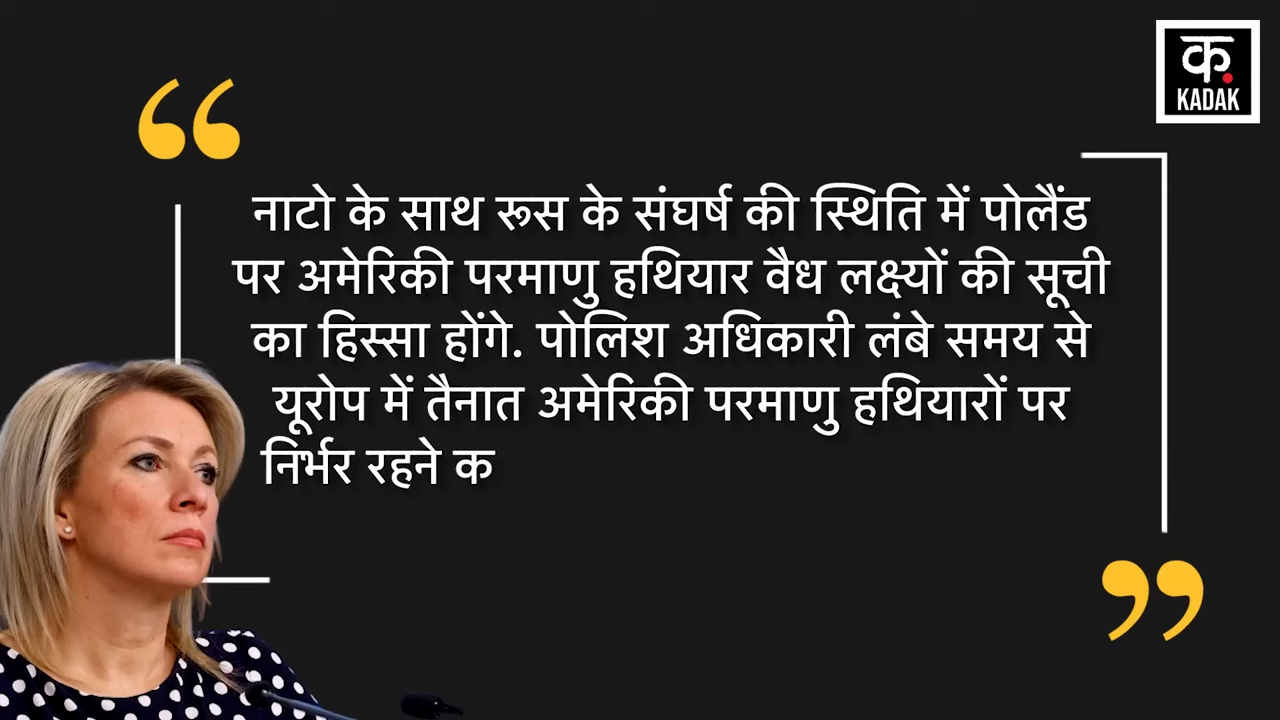 क.
KADAK
नाटो के साथ रूस के संघर्ष की स्थिति में पोलैंड
पर अमेरिकी परमाणु हथियार वैध लक्ष्यों की सूची
का हिस्सा होंगे. पोलिश अधिकारी लंबे समय से
यूरोप में तैनात अमेरिकी परमाणु हथियारों पर
निर्भर रहने क